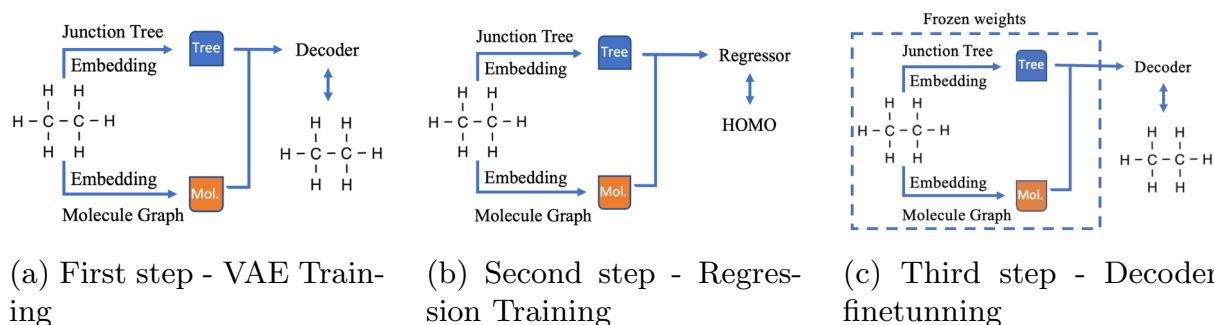 Junction Tree
Tree
Decoder
Embedding
H H
H – C – C – H
H H
H H
H – C – C – H
H H
Embedding
Mol.
Molecule Graph
(a) First step - VAE Train-
ing
Junction Tree
Tree
Regressor
Embedding
H H
H – C – C – H
H H
HOMO
Embedding
Mol.
Molecule Graph
(b) Second step - Regres-
sion Training
Frozen weights
Junction Tree
Tree
Decoder
Embedding
H H
H – C – C – H
H H
H H
H – C – C – H
H H
Embedding
Mol.
Molecule Graph
(c) Third step - Decoder
finetunning